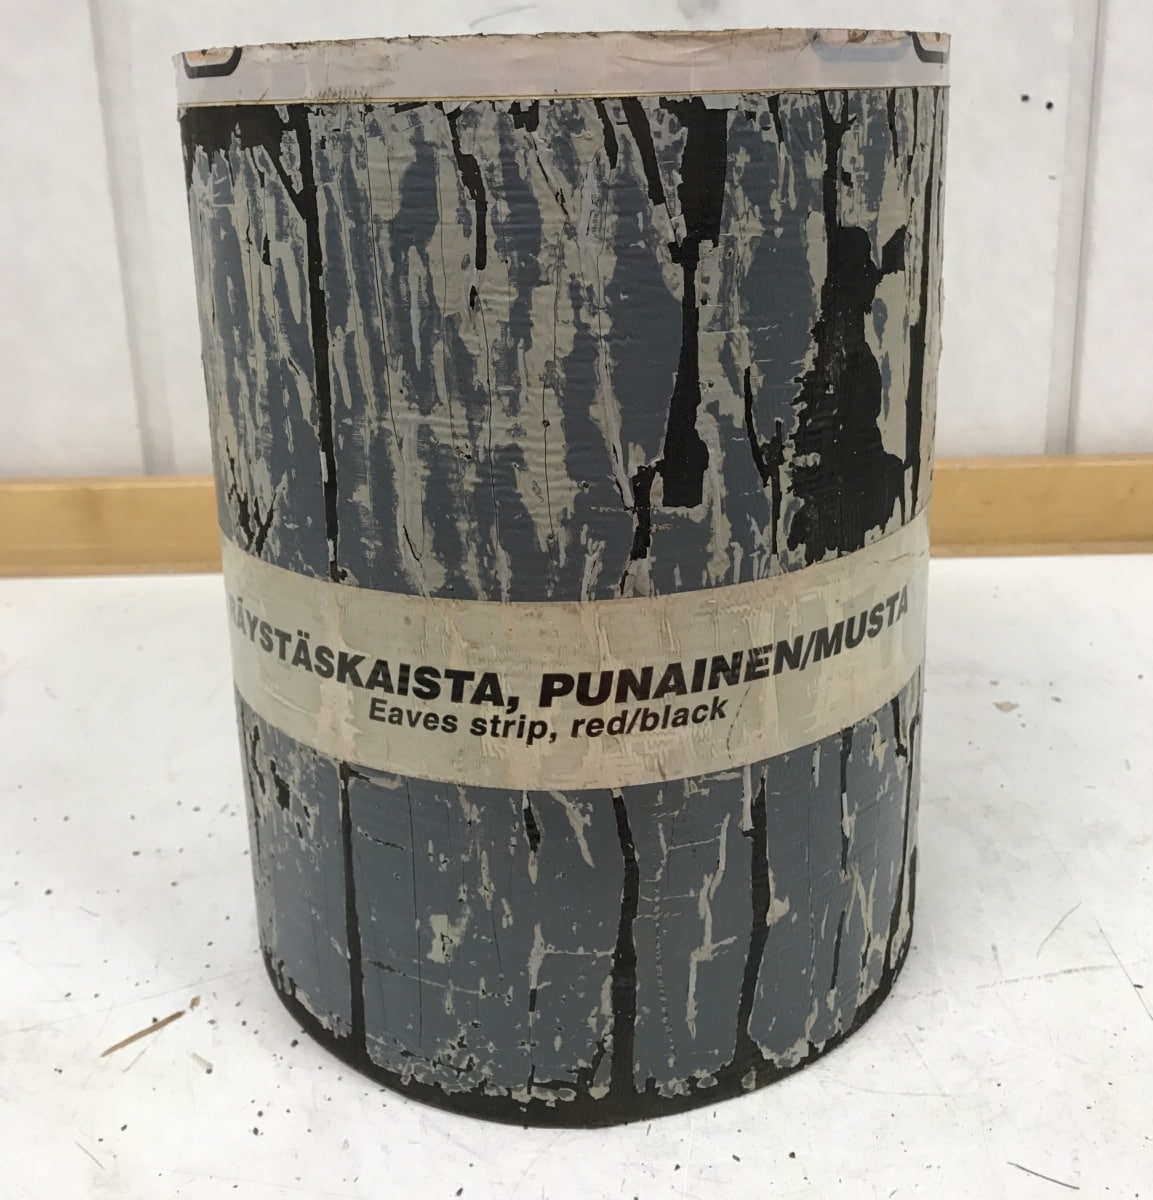 RÄYSTÄSKAISTA, PUNAINEN/MUSTA
Eaves strip, red/black